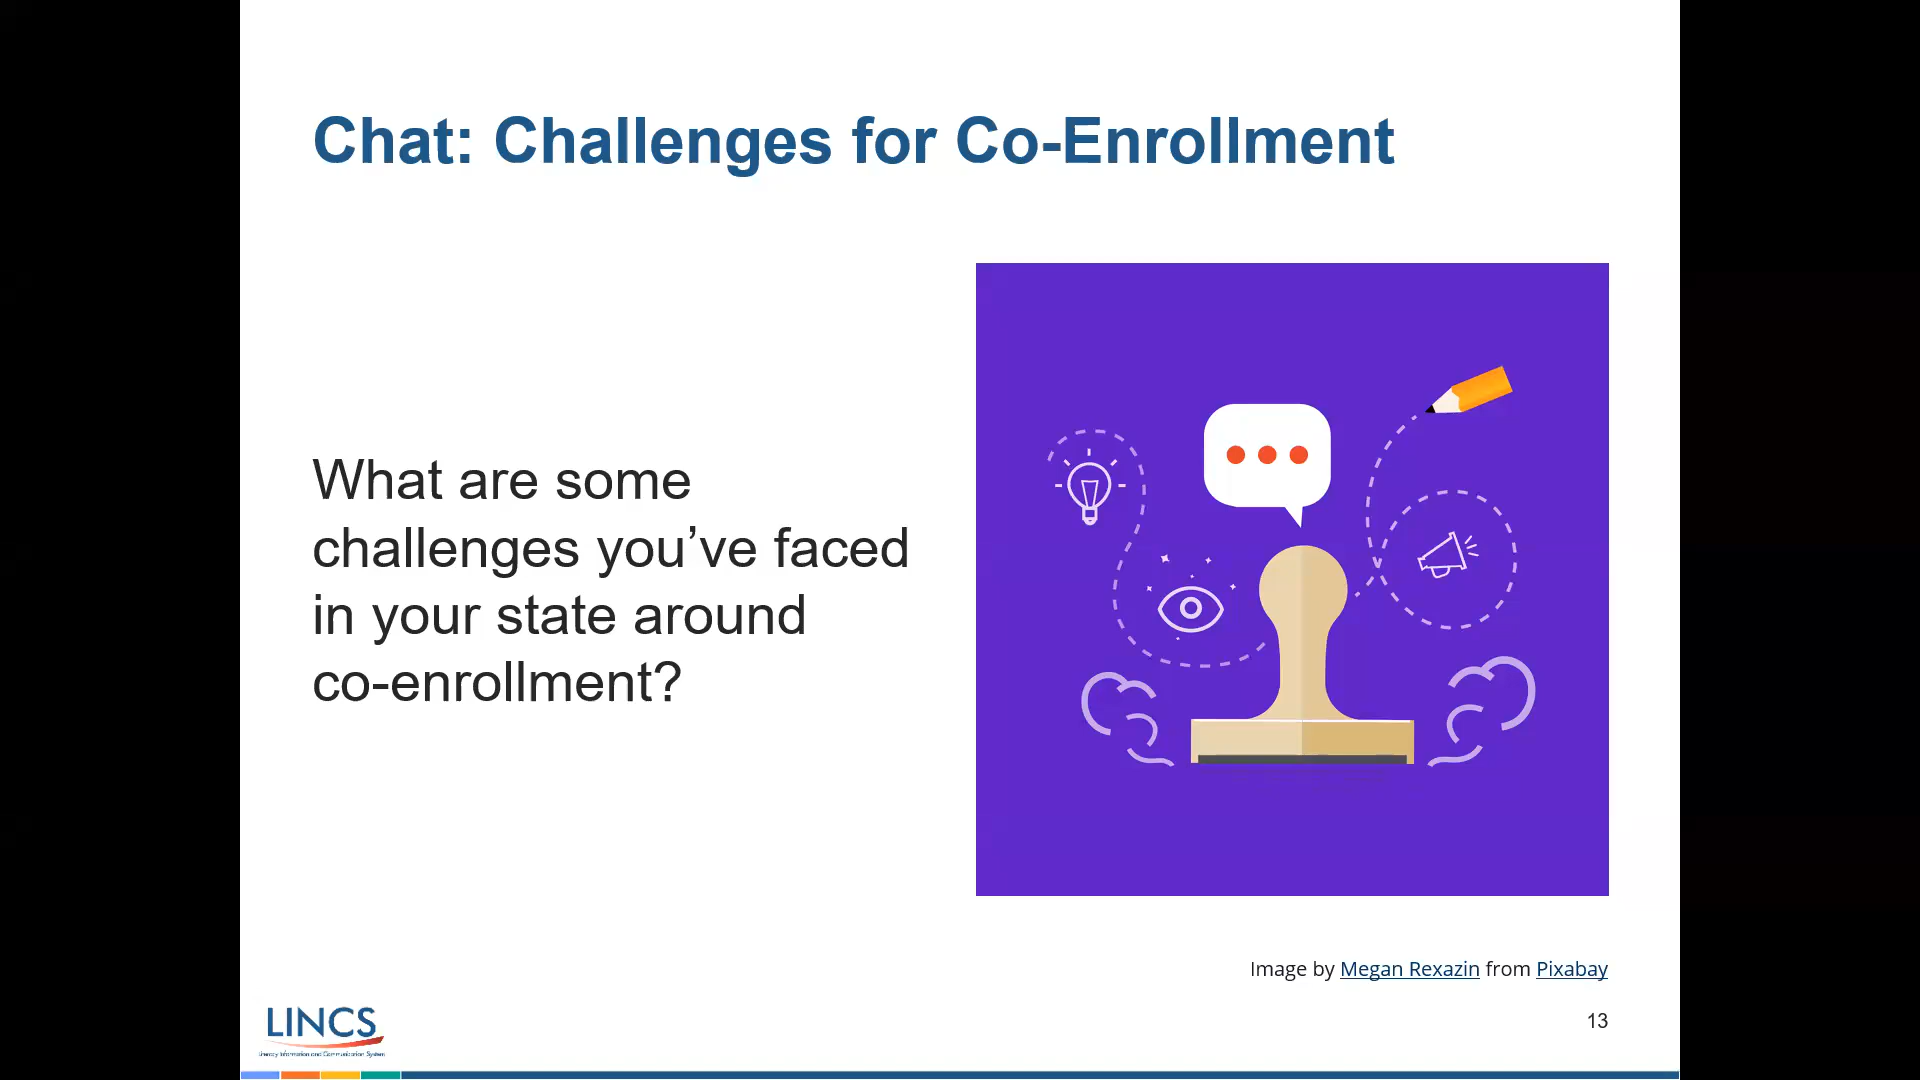 Chat: Challenges for Co-Enrollment
What are some
challenges you’ve faced
in your state around
co-enrollment?
Image by Megan Rexazin from Pixabay
LINCS
Literacy Information and Communication System
13